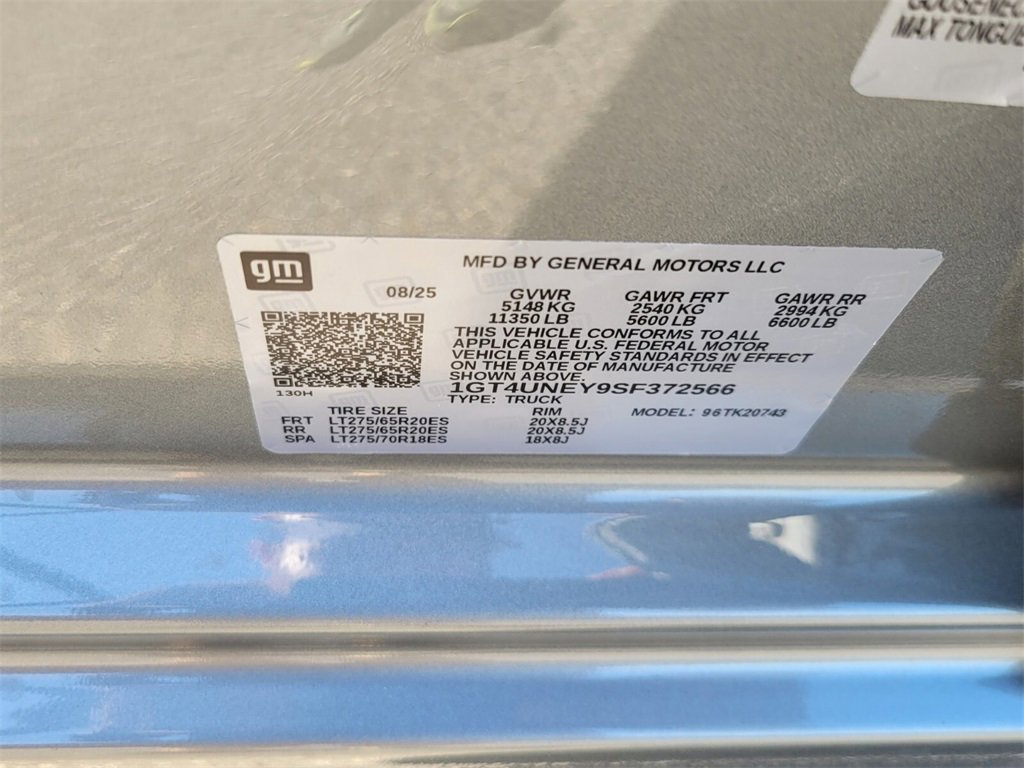 GOOSENECK
MAX TONGUE
gm
MFD BY GENERAL MOTORS LLC
08/25
GVWR GAWR FRT GAWR RR
5148 KG 2540 KG 2994 KG
11350 LB 5600 LB 6600 LB
THIS VEHICLE CONFORMS TO ALL
APPLICABLE U.S. FEDERAL MOTOR
VEHICLE SAFETY STANDARDS IN EFFECT
ON THE DATE OF MANUFACTURE
SHOWN ABOVE.
130H
1GT4UNEY9SF372566
TYPE: TRUCK
MODEL: 96TK20743
TIRE SIZE RIM
FRT LT275/65R20ES 20X8.5J
RR LT275/65R20ES 20X8.5J
SPA LT275/70R18ES 18X8J